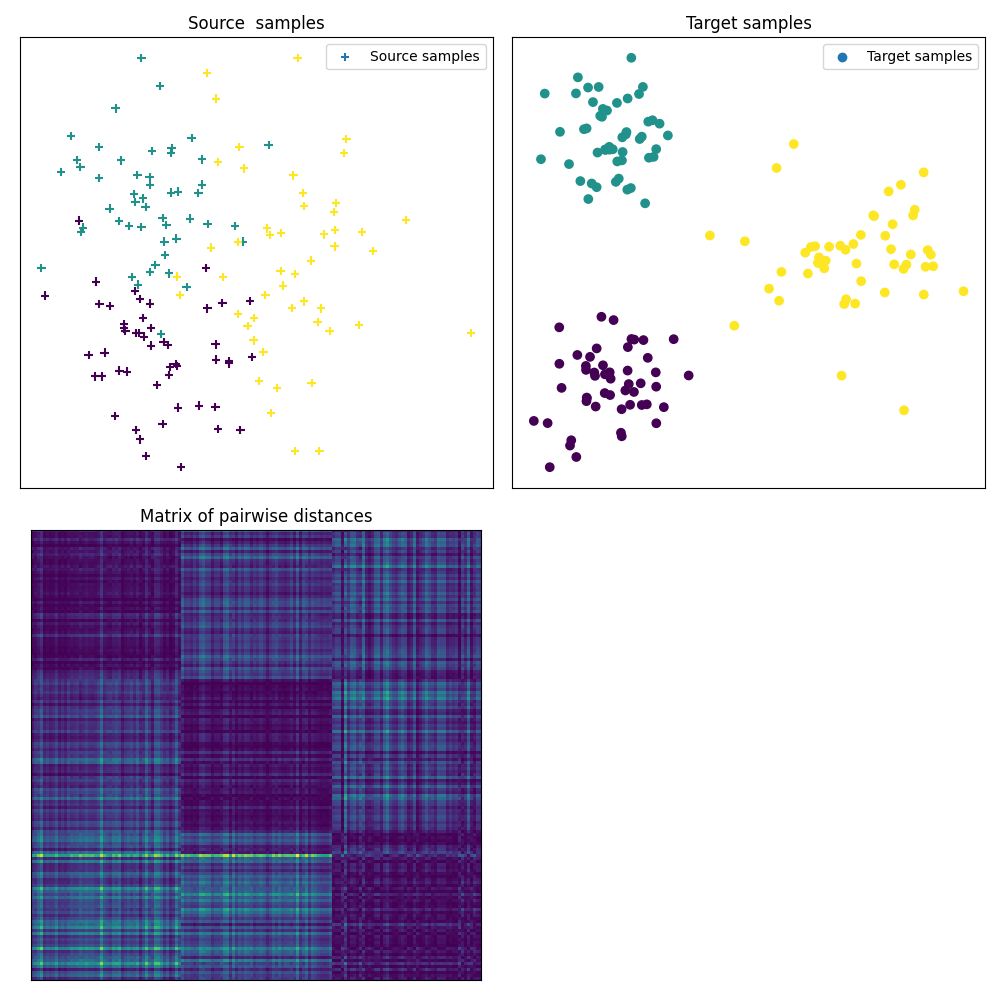 Source  samples
Target samples
Source samples
Target samples
Matrix of pairwise distances